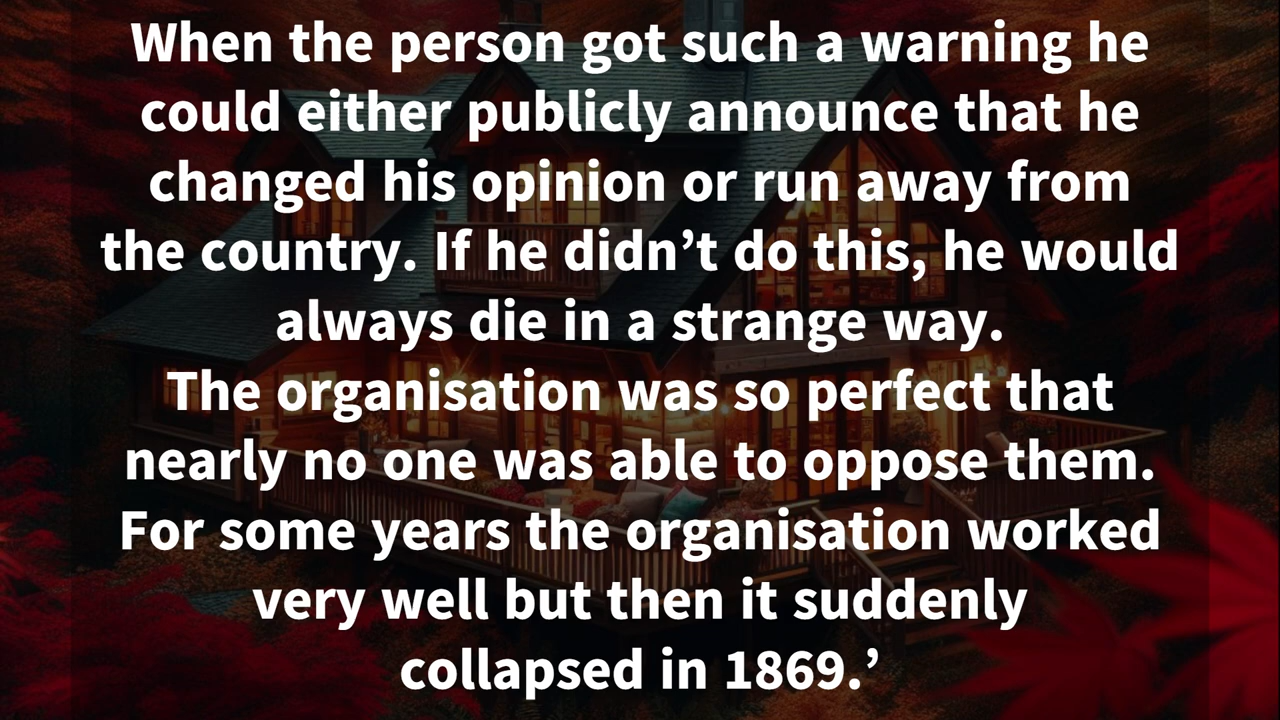 When the person got such a warning he
could either publicly announce that he
changed his opinion or run away from
the country. If he didn’t do this, he would
always die in a strange way.
The organisation was so perfect that
nearly no one was able to oppose them.
For some years the organisation worked
very well but then it suddenly
collapsed in 1869.’